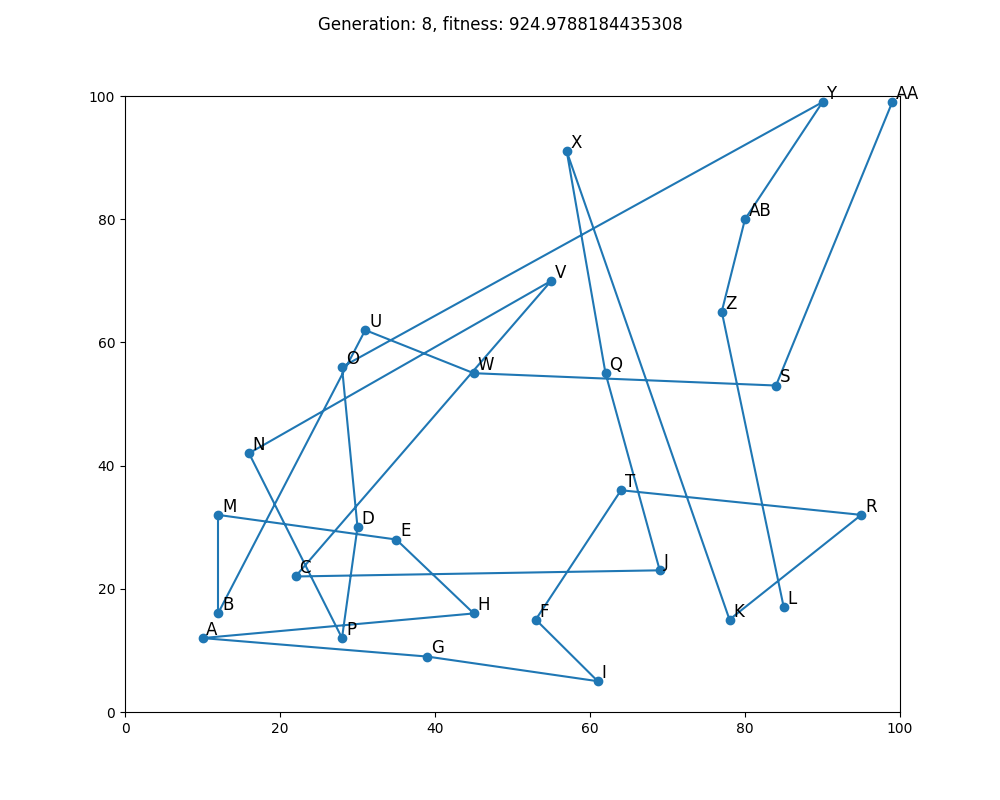 Generation: 8, fitness: 924.9788184435308
100
Y
AA
X
80
AB
V
Z
60
U
O
W
Q
S
40
N
T
M
R
D
E
20
C
J
B
H
F
K
L
A
P
G
I
0
0 20 40 60 80 100